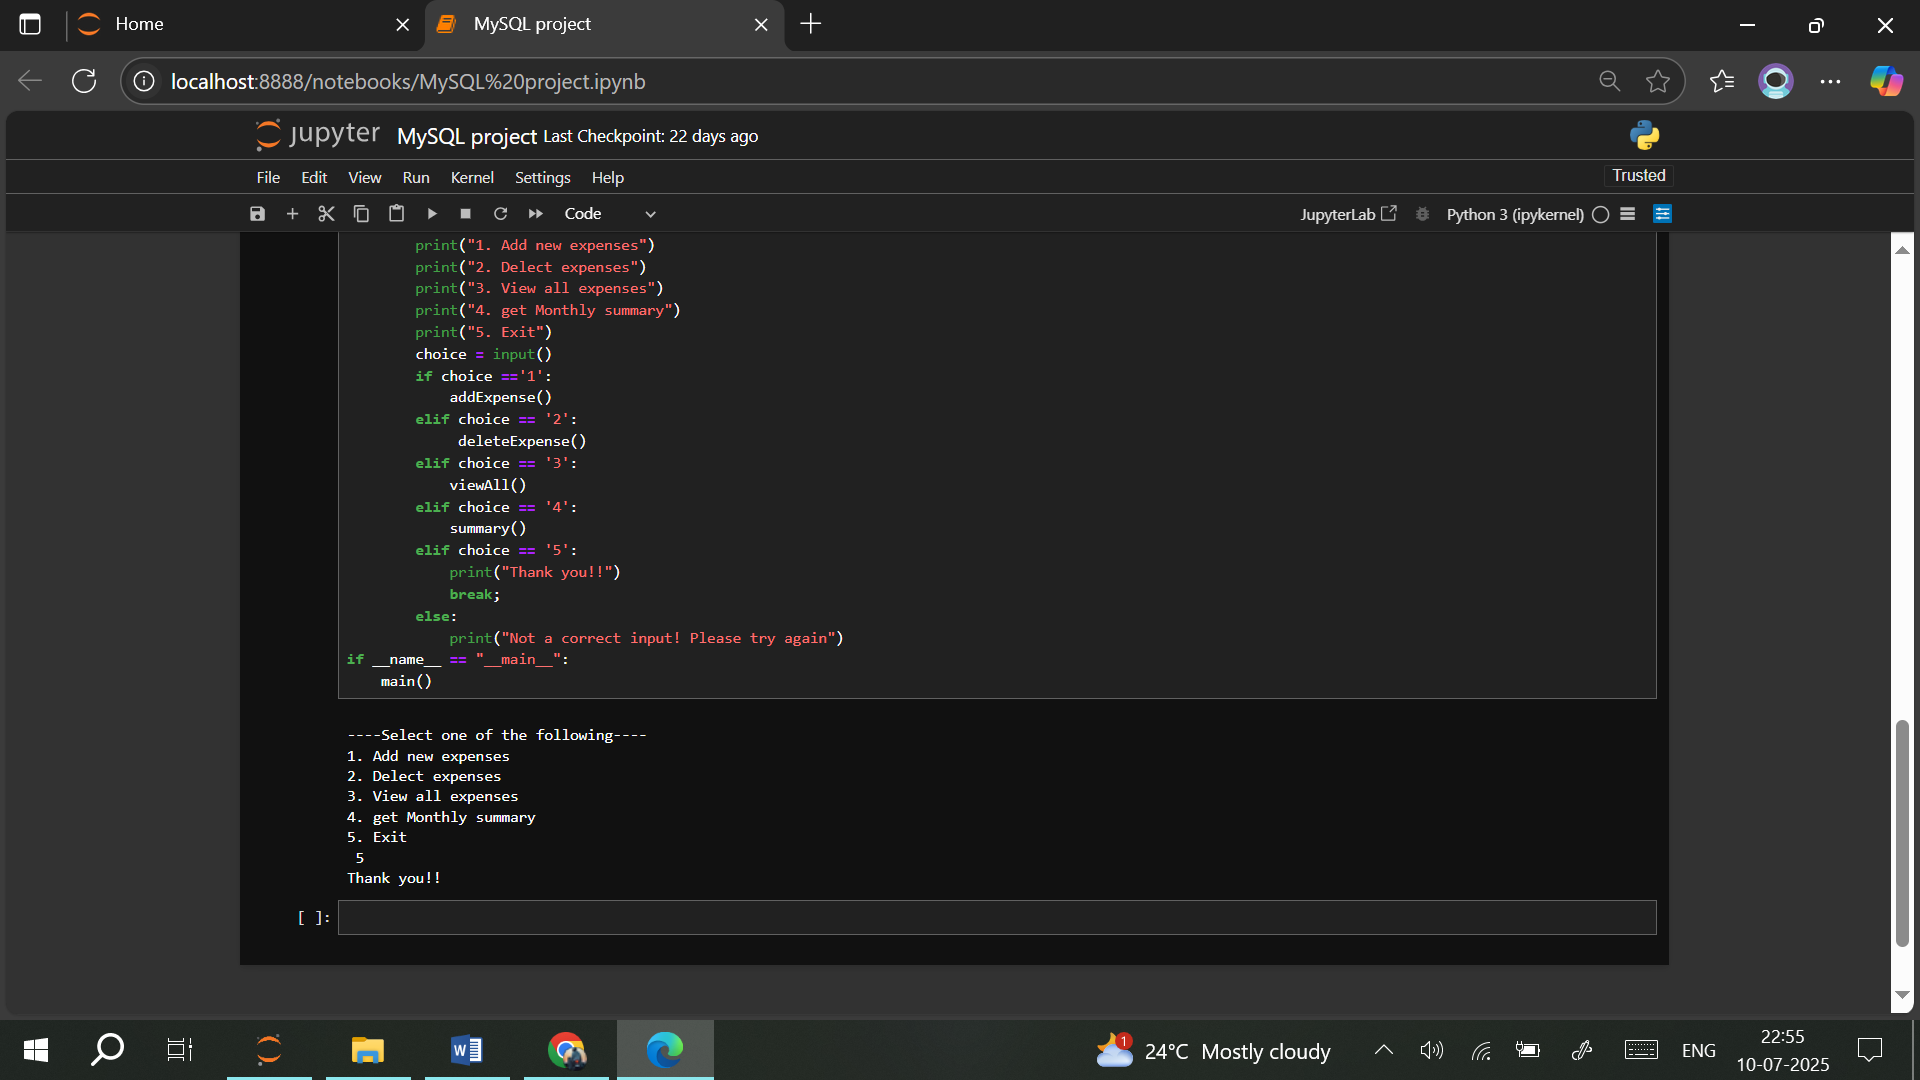 Home
MySQL project
localhost:8888/notebooks/MySQL%20project.ipynb
jupyter MySQL project Last Checkpoint: 22 days ago
File Edit View Run Kernel Settings Help
Trusted
Code
JupyterLab
Python 3 (ipykernel)
print("1. Add new expenses")
print("2. Delect expenses")
print("3. View all expenses")
print("4. get Monthly summary")
print("5. Exit")
choice = input()
if choice =='1':
addExpense()
elif choice == '2':
deleteExpense()
elif choice == '3':
viewAll()
elif choice == '4':
summary()
elif choice == '5':
print("Thank you!!")
break;
else:
print("Not a correct input! Please try again")
if __name__ == "__main__":
main()
----Select one of the following----
1. Add new expenses
2. Delect expenses
3. View all expenses
4. get Monthly summary
5. Exit
5
Thank you!!
[ ]:
1
24°C Mostly cloudy
ENG
22:55
10-07-2025